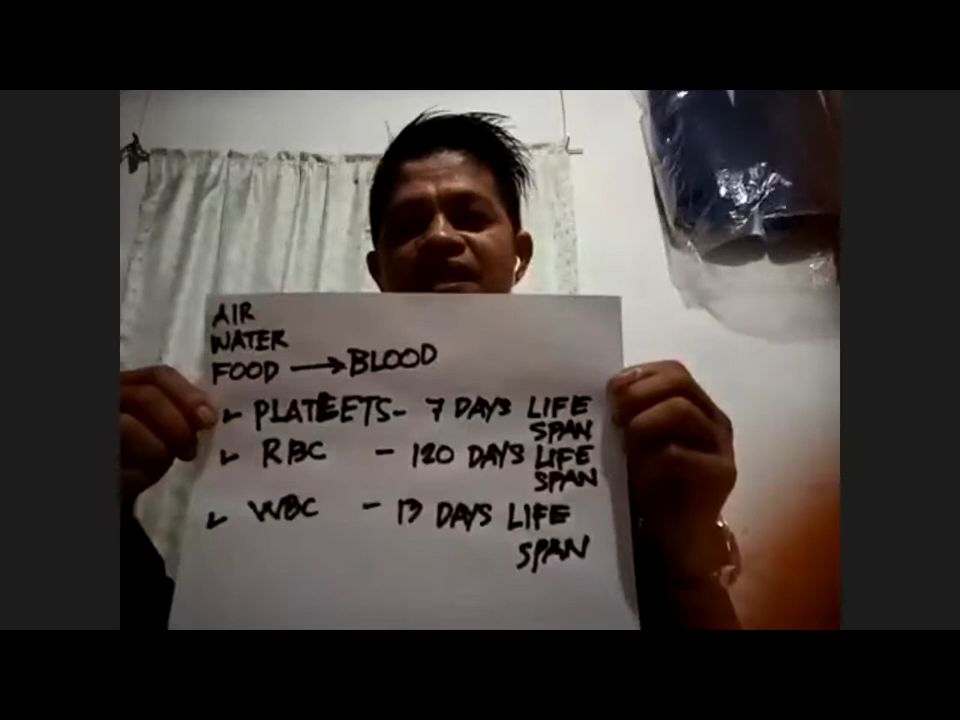 AIR
WATER
FOOD → BLOOD
✓ PLATEETS - 7 DAYS LIFE
SPAN
✓ RBC - 120 DAYS LIFE
SPAN
✓ WBC - 13 DAYS LIFE
SPAN